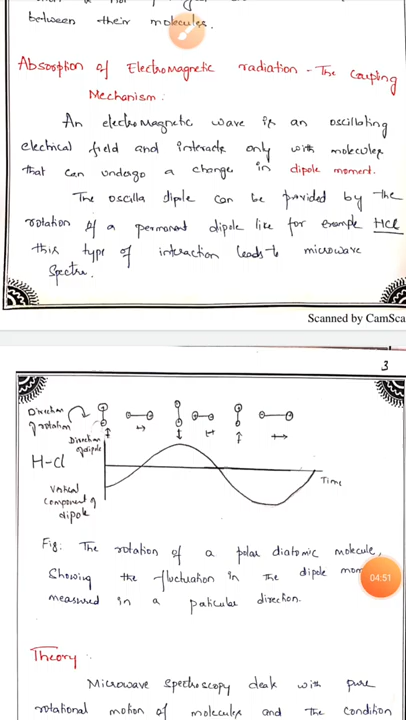 between their molecules.
Absorption of Electromagnetic radiation - The Coupling
Mechanism:
An electromagnetic wave is an oscillating
electrical field and interacts only with molecules
that can undergo a change in dipole moment.
The oscilla diple can be provided by the
rotation of a permanent dipole like for example HCl
this type of interaction leads to microwave
Spectra.
Scanned by CamSca
3
Direction
of rotation
Direction
of dipole
H-Cl
Time
Vertical
Component of
dipole
Fig: The rotation of a polar diatomic molecule,
Showing the fluctuation in the dipole mom
04:51
measured in a paticular direction.
Theory:
Microwave Spectroscopy deals with pure
rotational motion of molecules and the condition